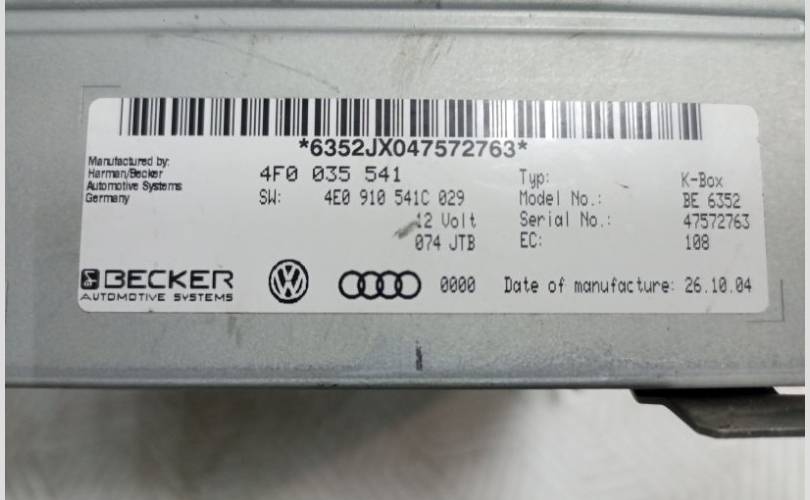 *6352JX047572763*
Manufactured by:
Harman/Becker
Automotive Systems
Germany
4F0 035 541
SW: 4E0 910 541C 029
12 Volt
074 JTB
Typ: K-Box
Model No.: BE 6352
Serial No.: 47572763
EC: 108
BECKER
AUTOMOTIVE SYSTEMS
0000
Date of manufacture: 26.10.04